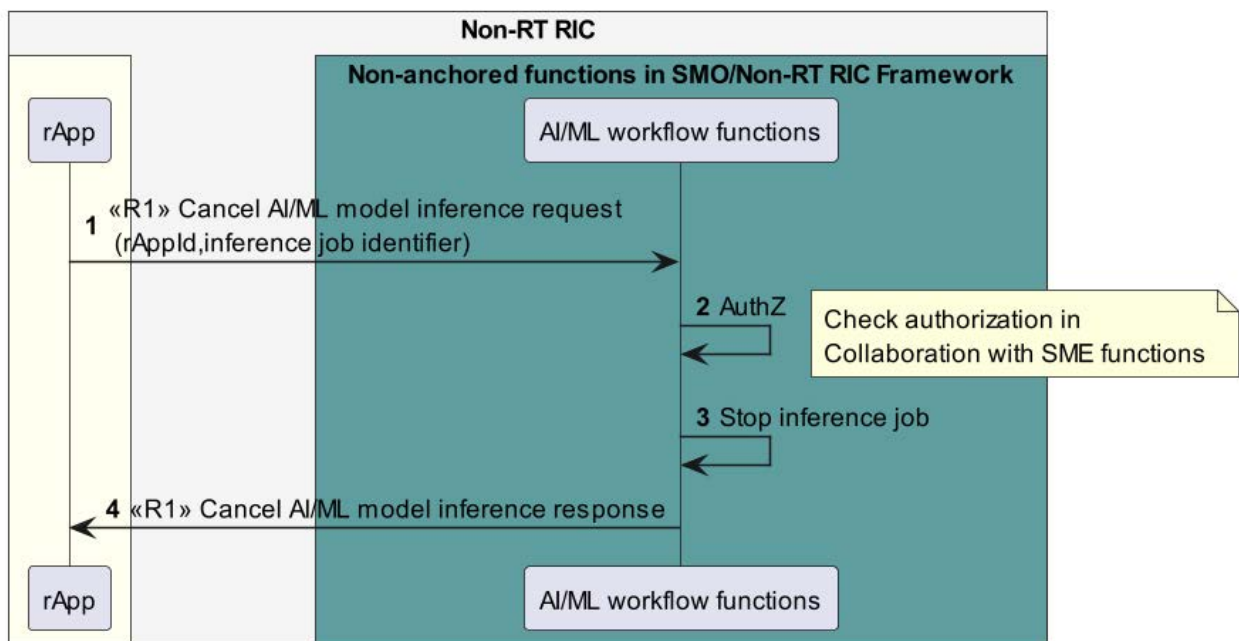 Non-RT RIC
Non-anchored functions in SMO/Non-RT RIC Framework
rApp
AI/ML workflow functions
1 «R1» Cancel AI/ML model inference request
(rAppId,inference job identifier)
2 AuthZ
Check authorization in
Collaboration with SME functions
3 Stop inference job
4 «R1» Cancel AI/ML model inference response
rApp
AI/ML workflow functions